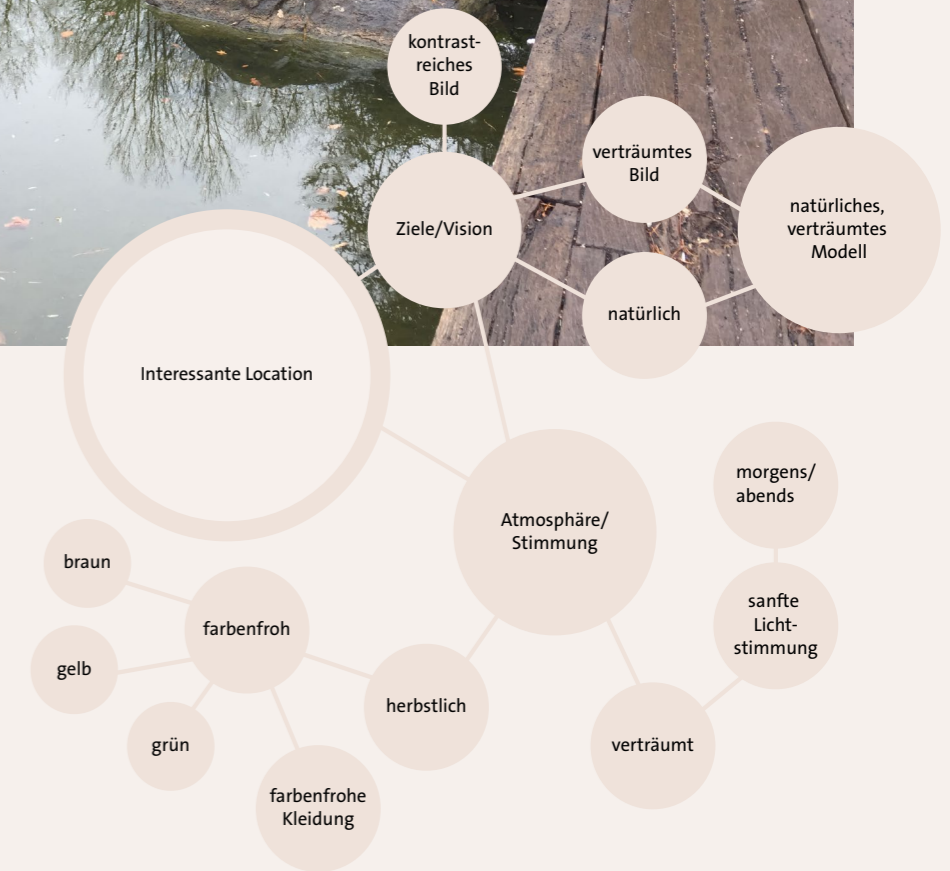 kontrast-
reiches
Bild
verträumtes
Bild
natürliches,
verträumtes
Modell
Ziele/Vision
natürlich
Interessante Location
morgens/
abends
Atmosphäre/
Stimmung
braun
sanfte
Licht-
stimmung
farbenfroh
gelb
herbstlich
grün
verträumt
farbenfrohe
Kleidung